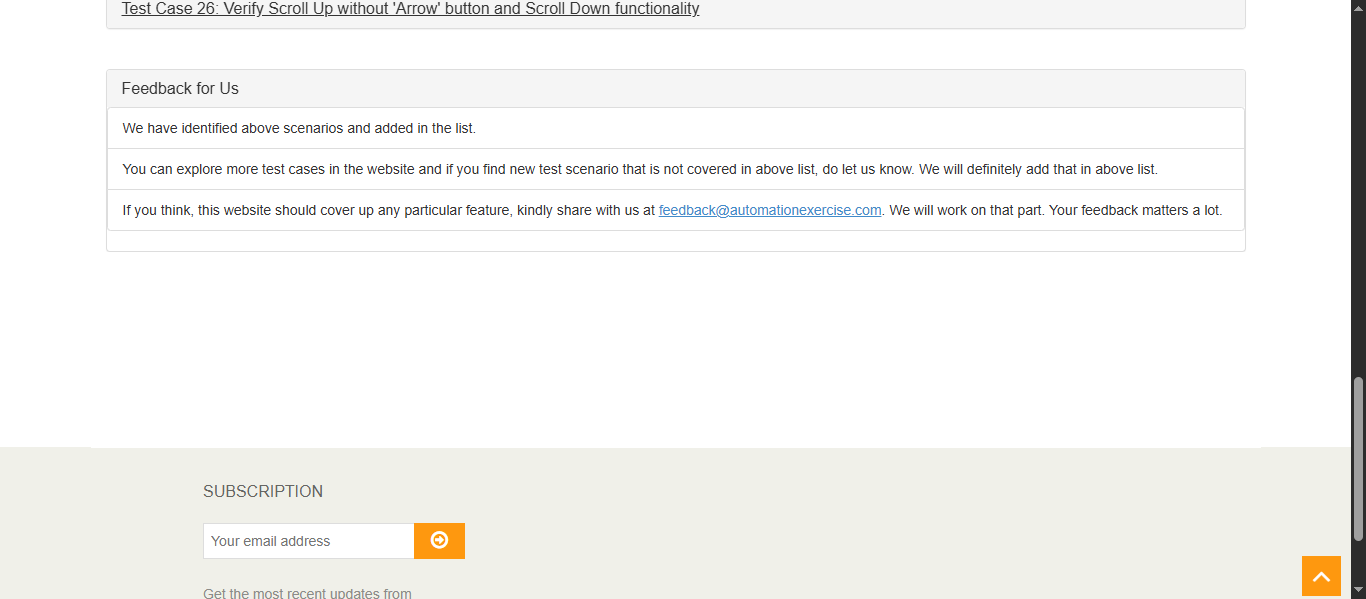 Test Case 26: Verify Scroll Up without 'Arrow' button and Scroll Down functionality
Feedback for Us
We have identified above scenarios and added in the list.
You can explore more test cases in the website and if you find new test scenario that is not covered in above list, do let us know. We will definitely add that in above list.
If you think, this website should cover up any particular feature, kindly share with us at feedback@automationexercise.com. We will work on that part. Your feedback matters a lot.
SUBSCRIPTION
Your email address
Get the most recent updates from